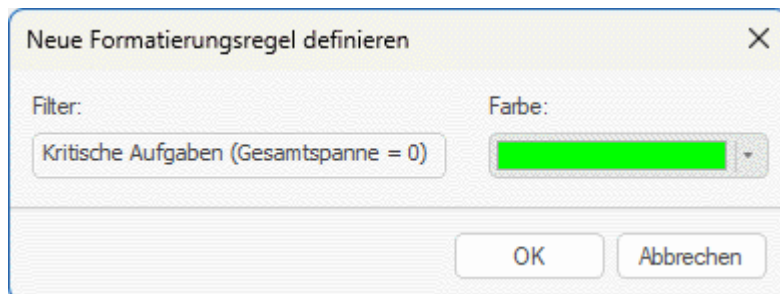 Neue Formatierungsregel definieren
Filter:
Farbe:
Kritische Aufgaben (Gesamtspanne = 0)
OK
Abbrechen